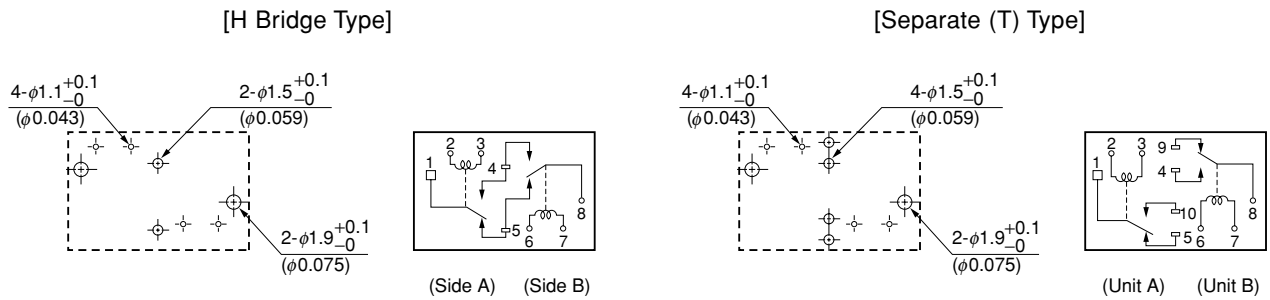 [H Bridge Type]
[Separate (T) Type]
4-φ1.1+0.1−0
(φ0.043)
2-φ1.5+0.1−0
(φ0.059)
2-φ1.9+0.1−0
(φ0.075)
1
2
3
4
5
6
7
8
(Side A)
(Side B)
4-φ1.1+0.1−0
(φ0.043)
4-φ1.5+0.1−0
(φ0.059)
2-φ1.9+0.1−0
(φ0.075)
1
2
3
9
4
10
5
6
7
8
(Unit A)
(Unit B)